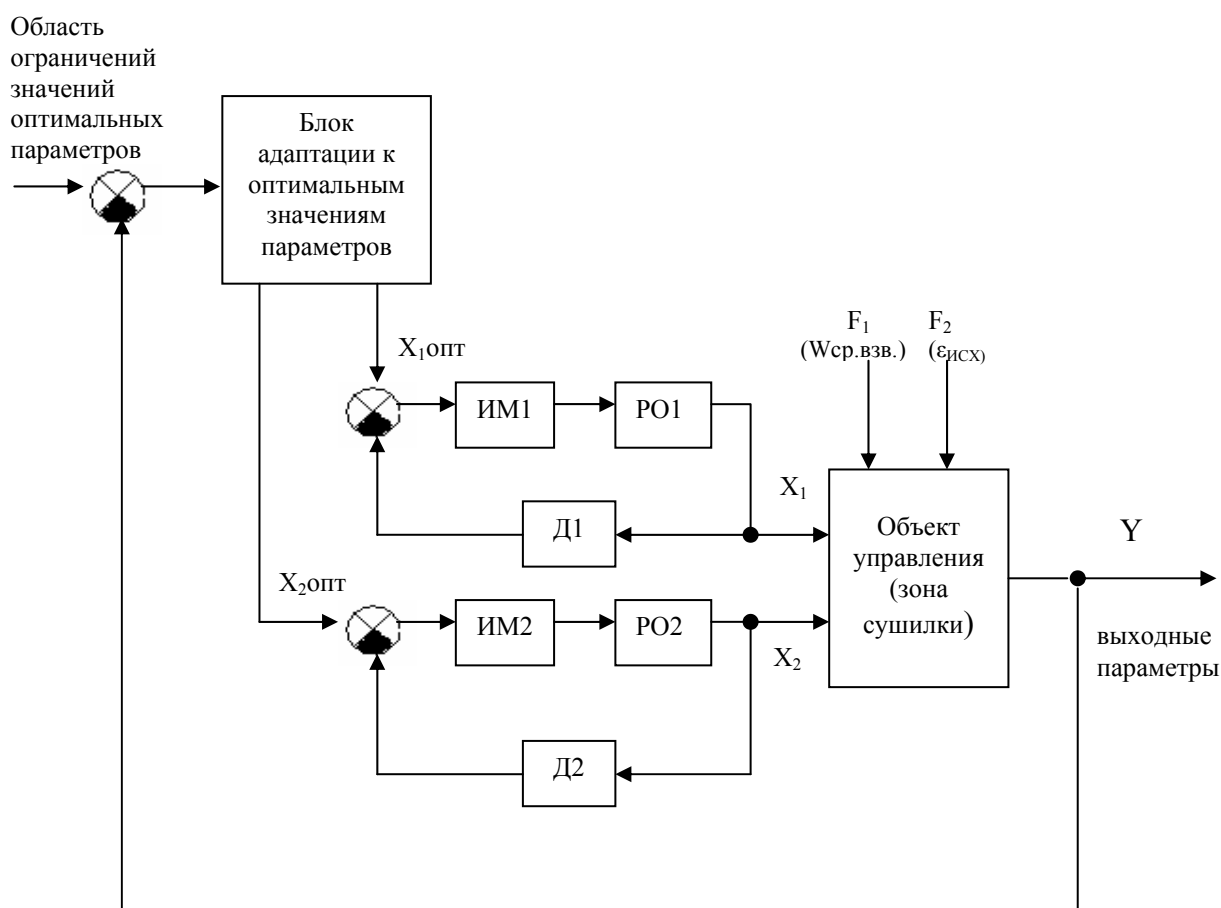 Область
ограничений
значений
оптимальных
параметров
Блок
адаптации к
оптимальным
значениям
параметров
X₁опт
F₁
(Wср.взв.)
F₂
(εИСХ)
ИМ1
РО1
X₁
Д1
Объект
управления
(зона
сушилки)
Y
X₂опт
ИМ2
РО2
X₂
выходные
параметры
Д2